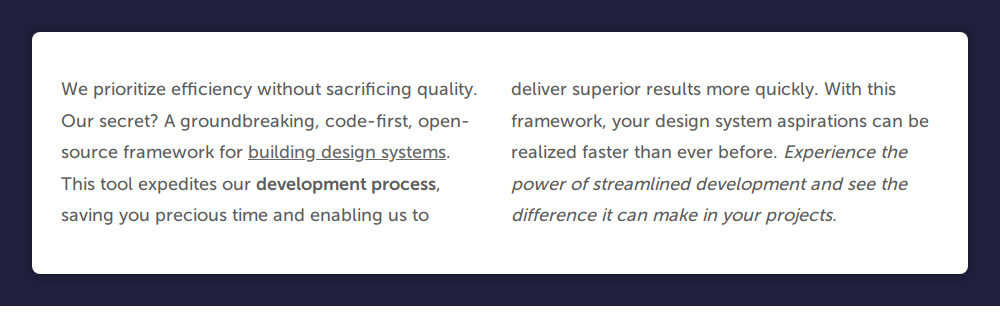 We prioritize efficiency without sacrificing quality.
Our secret? A groundbreaking, code-first, open-
source framework for building design systems.
This tool expedites our development process,
saving you precious time and enabling us to
deliver superior results more quickly. With this
framework, your design system aspirations can be
realized faster than ever before. Experience the
power of streamlined development and see the
difference it can make in your projects.